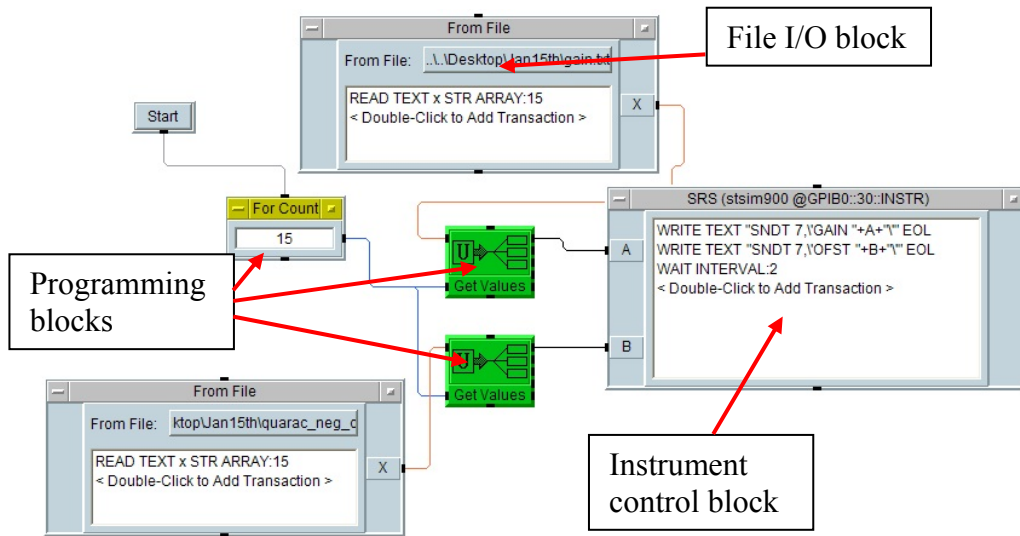 From File
File I/O block
From File:
..\..\Desktop\Jan15th\gain.txt
READ TEXT x STR ARRAY:15
< Double-Click to Add Transaction >
X
Start
For Count
15
SRS (stsim900 @GPIB0::30::INSTR)
WRITE TEXT "SNDT 7,\"GAIN "+A+"\"" EOL
WRITE TEXT "SNDT 7,\"OFST "+B+"\"" EOL
WAIT INTERVAL:2
< Double-Click to Add Transaction >
A
B
U
Get Values
U
Get Values
Programming
blocks
From File
From File:
ktop\Jan15th\quarac_neg_c
READ TEXT x STR ARRAY:15
< Double-Click to Add Transaction >
X
Instrument
control block